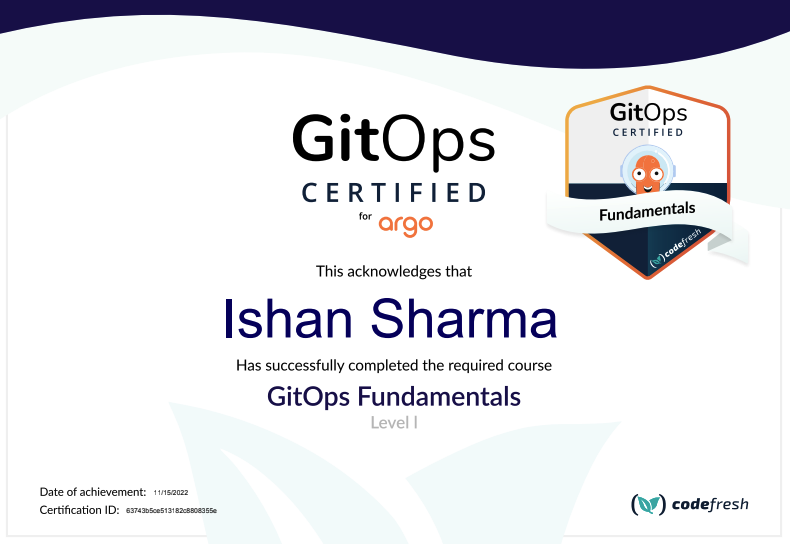 GitOps
CERTIFIED
for argo
GitOps
CERTIFIED
Fundamentals
codefresh
This acknowledges that
Ishan Sharma
Has successfully completed the required course
GitOps Fundamentals
Level I
Date of achievement: 11/15/2022
Certification ID: 63743b5ce513182c8808355e
codefresh